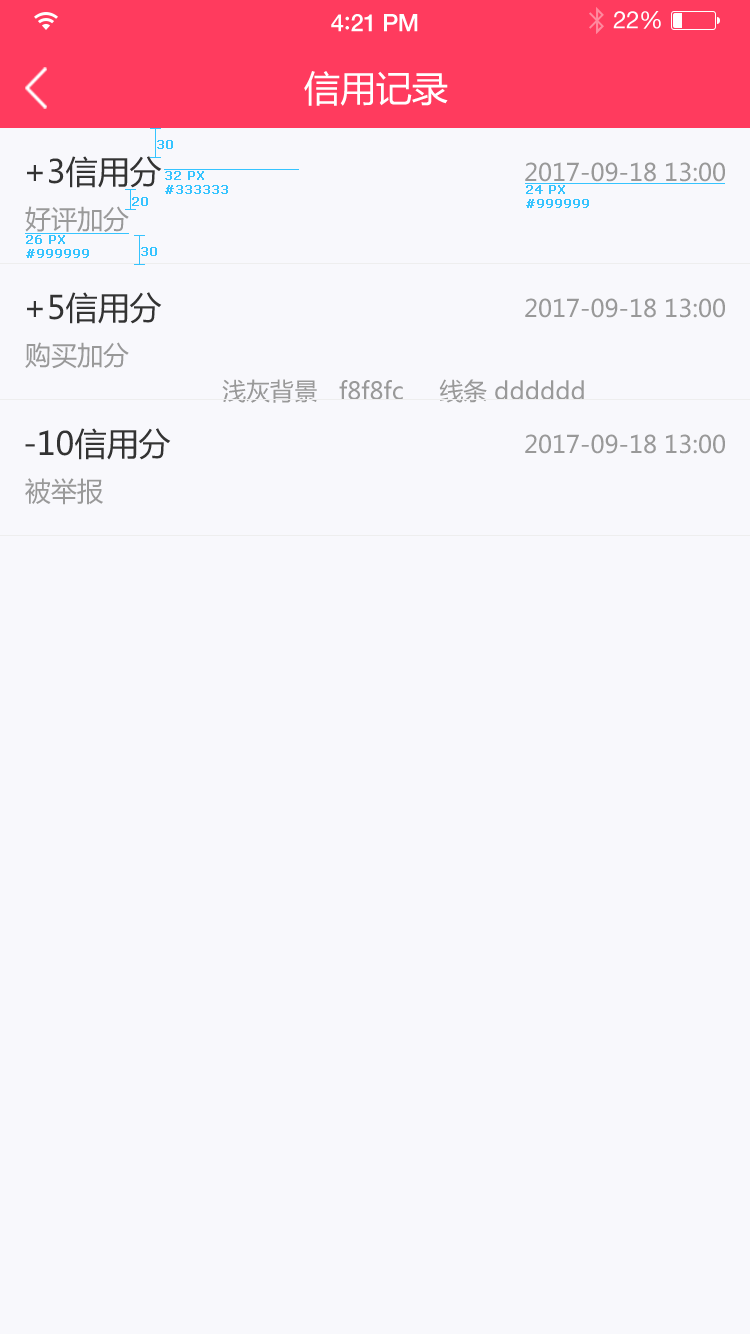 4:21 PM 22%
信用记录
30
+3信用分 2017-09-18 13:00
32 PX
#333333
24 PX
#999999
20
好评加分
26 PX
#999999
30
+5信用分 2017-09-18 13:00
购买加分
浅灰背景 f8f8fc 线条 dddddd
-10信用分 2017-09-18 13:00
被举报